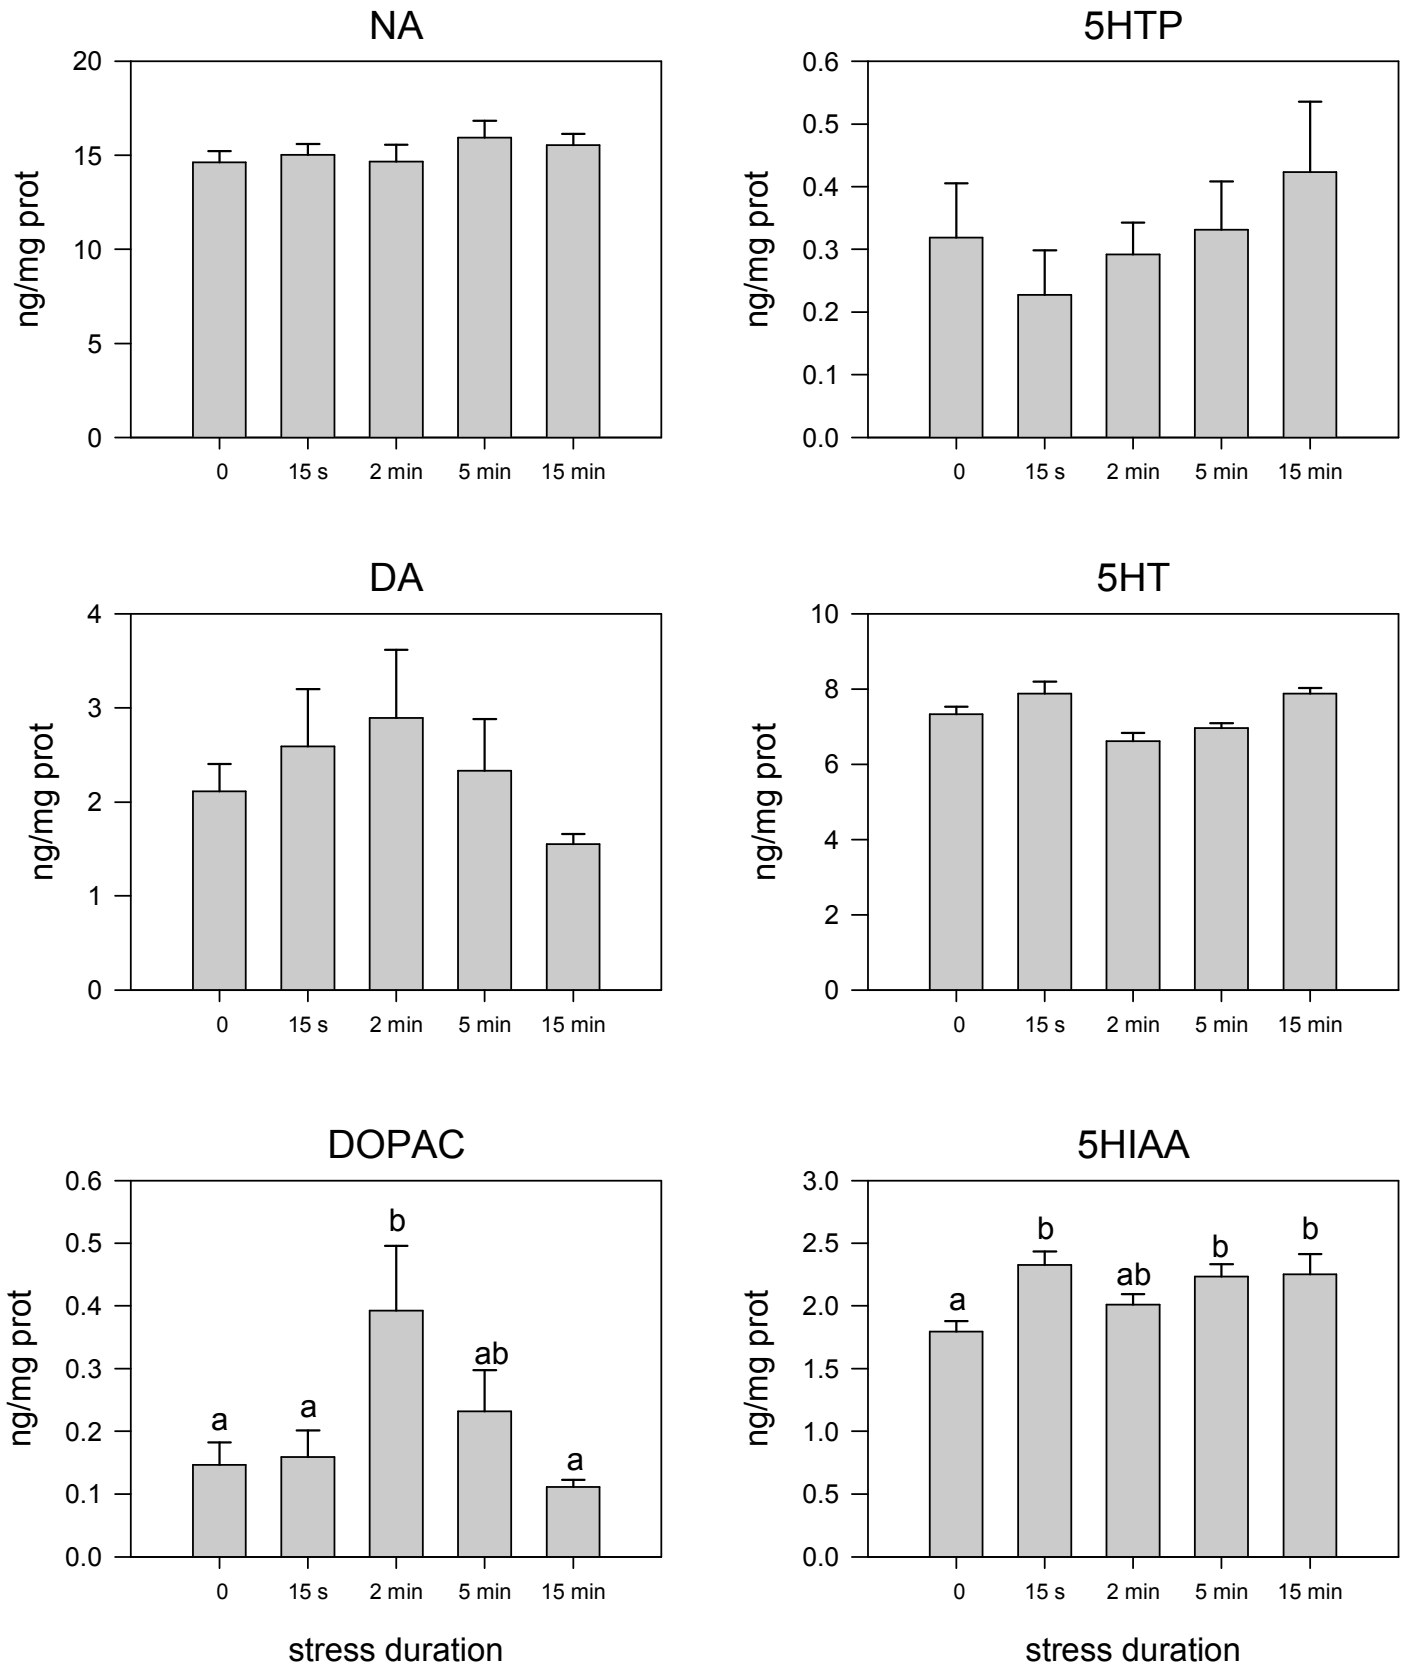 NA
20
15
10
5
0
ng/mg prot
0 15 s 2 min 5 min 15 min
5HTP
0.6
0.5
0.4
0.3
0.2
0.1
0.0
ng/mg prot
0 15 s 2 min 5 min 15 min
DA
4
3
2
1
0
ng/mg prot
0 15 s 2 min 5 min 15 min
5HT
10
8
6
4
2
0
ng/mg prot
0 15 s 2 min 5 min 15 min
DOPAC
0.6
0.5
0.4
0.3
0.2
0.1
0.0
ng/mg prot
a a b ab a
0 15 s 2 min 5 min 15 min
stress duration
5HIAA
3.0
2.5
2.0
1.5
1.0
0.5
0.0
ng/mg prot
a b ab b b
0 15 s 2 min 5 min 15 min
stress duration